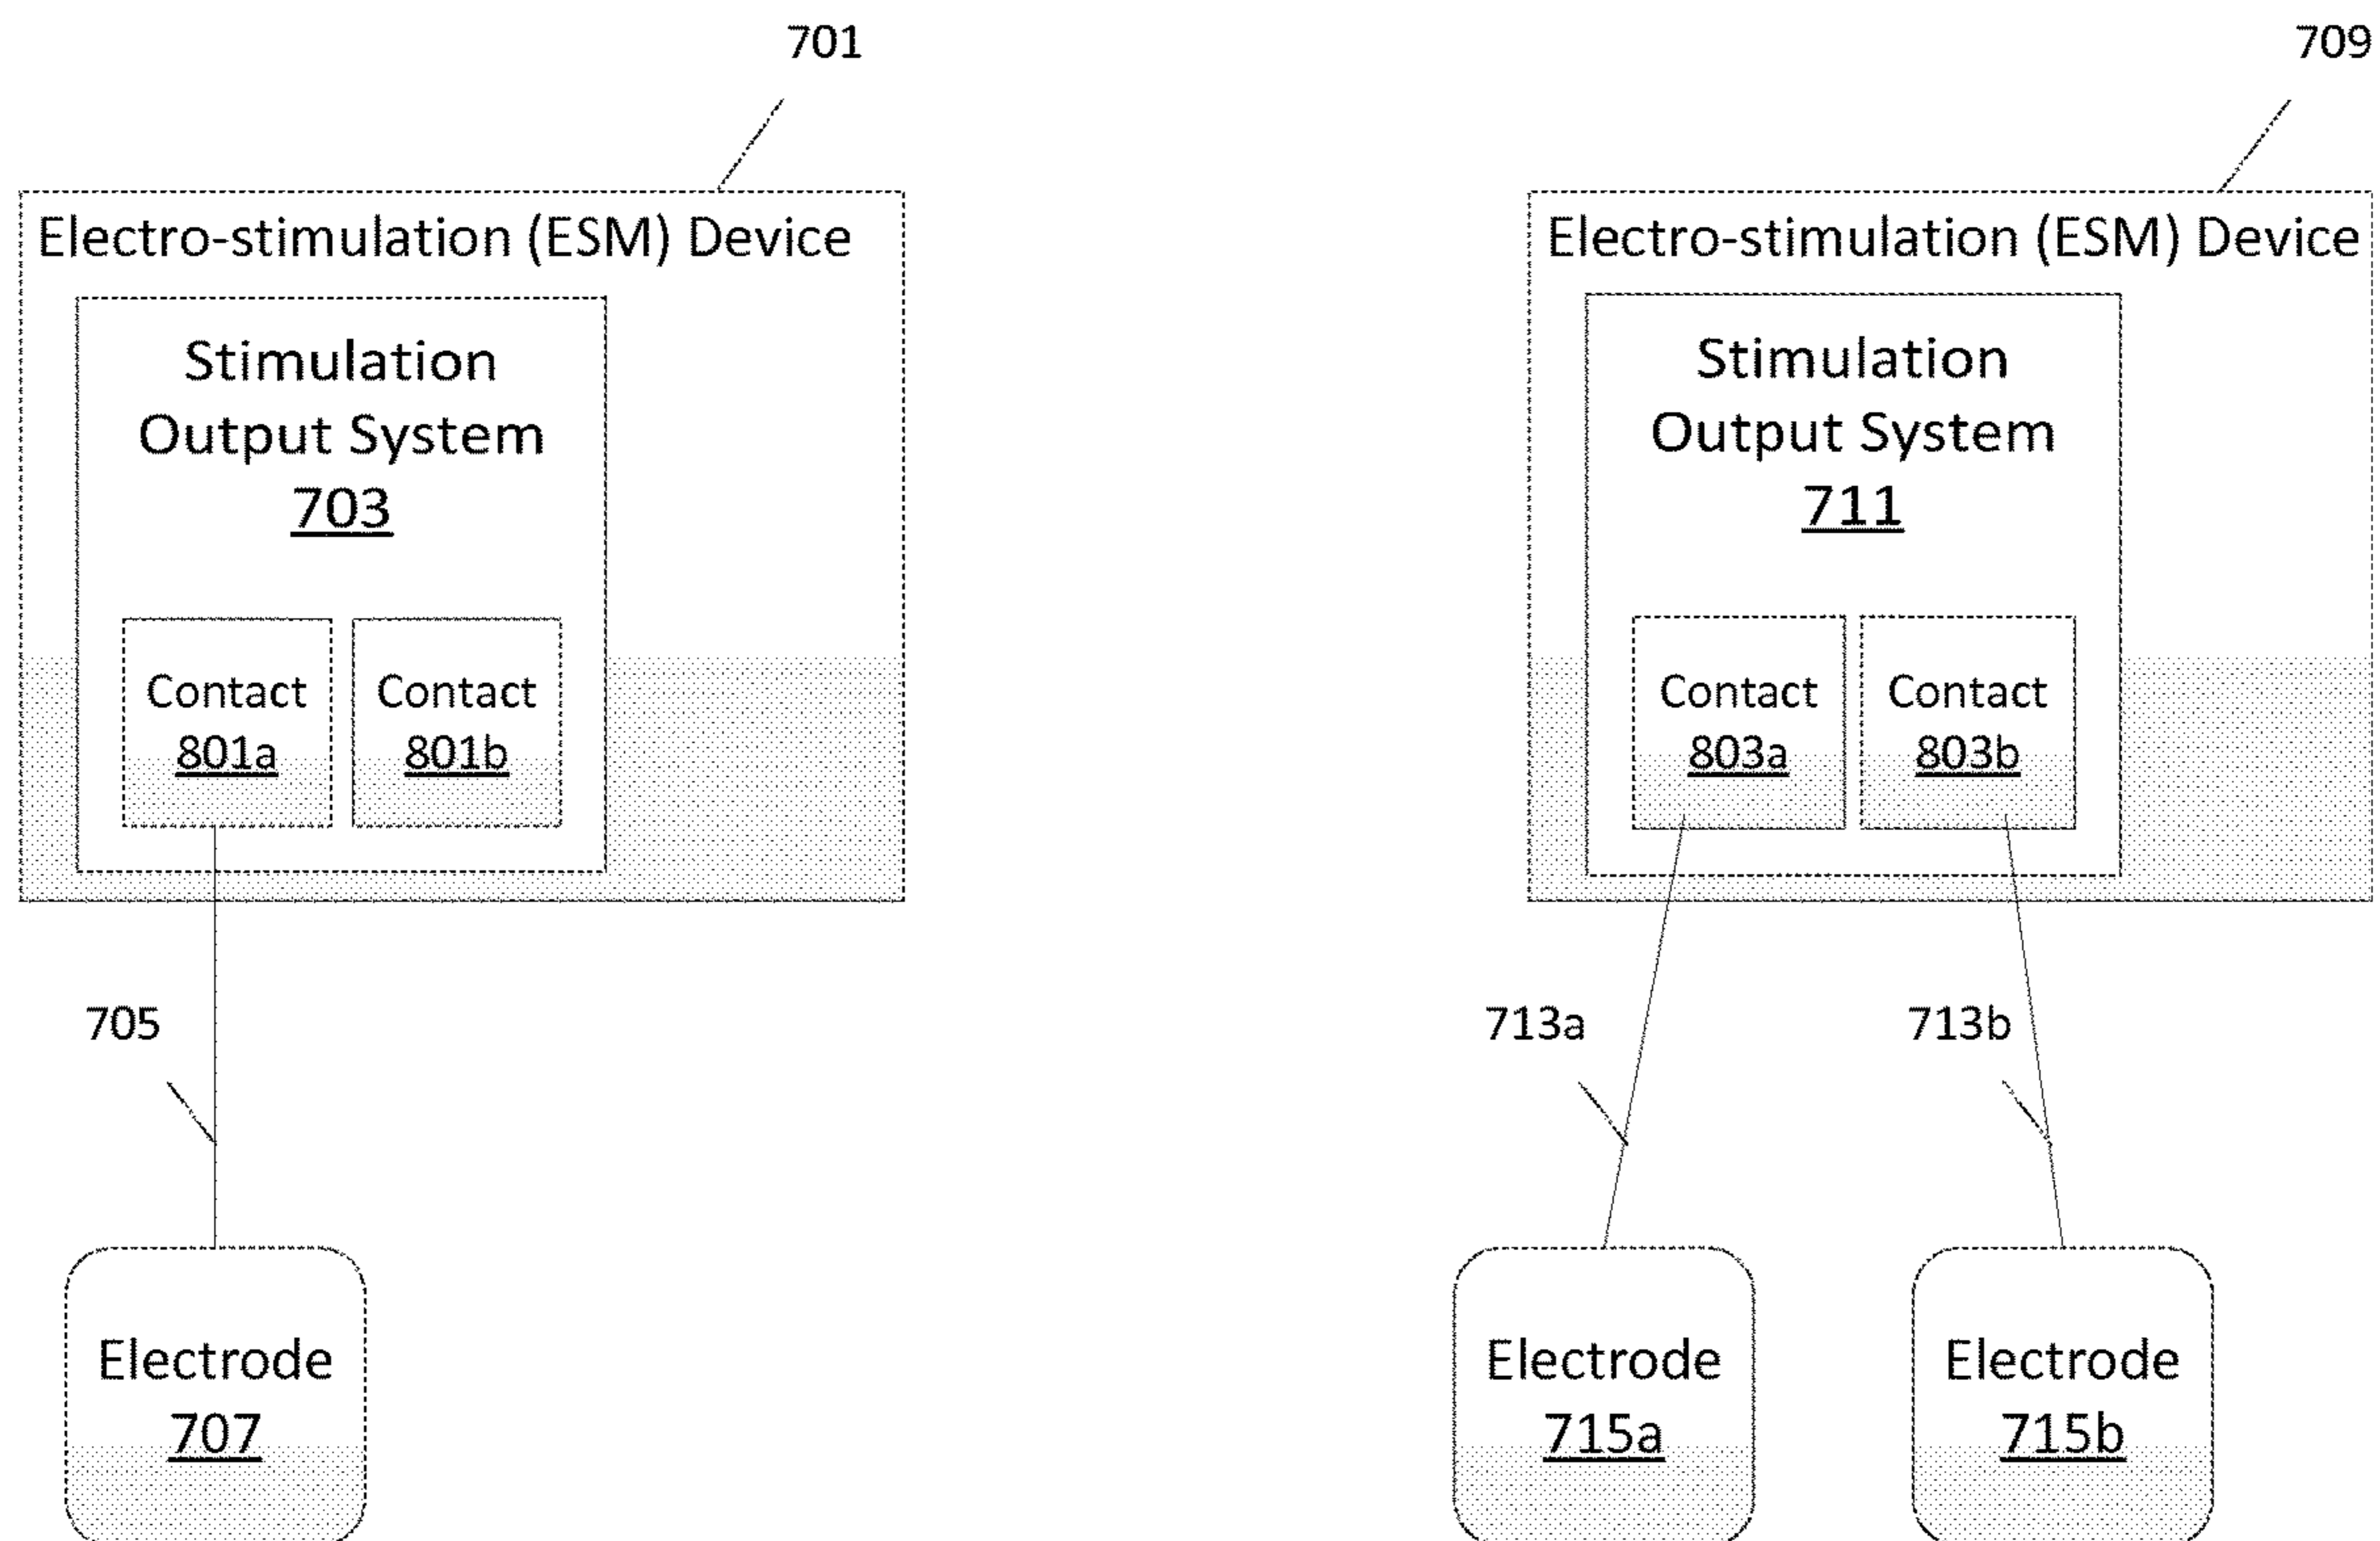 701
709
Electro-stimulation (ESM) Device
Stimulation
Output System
703
Contact
801a
Contact
801b
705
Electrode
707
Electro-stimulation (ESM) Device
Stimulation
Output System
711
Contact
803a
Contact
803b
713a
713b
Electrode
715a
Electrode
715b